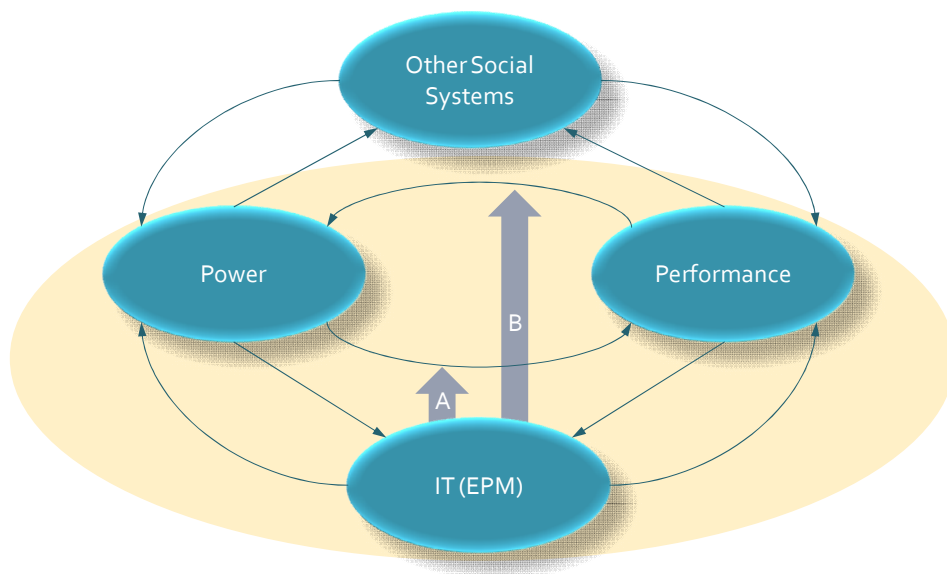 Other Social
Systems
Power
Performance
B
A
IT (EPM)